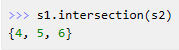 >>> s1.intersection(s2)
{4, 5, 6}